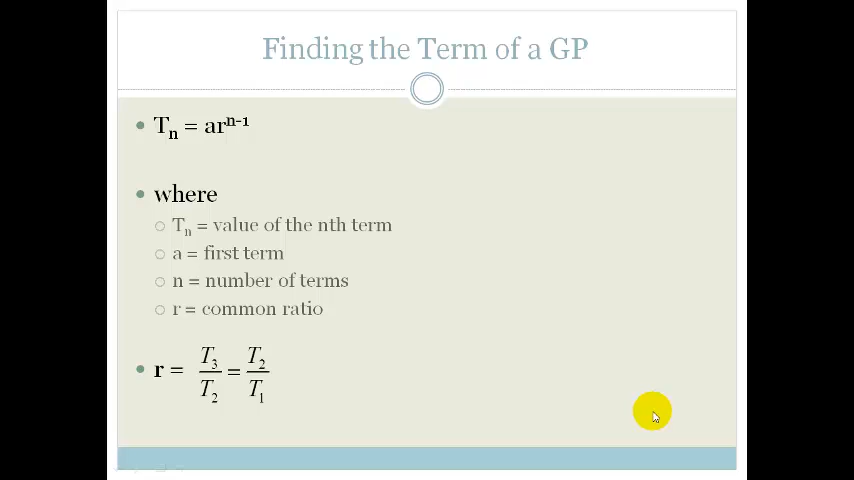 Finding the Term of a GP
• Tₙ = arⁿ⁻¹
• where
○ Tₙ = value of the nth term
○ a = first term
○ n = number of terms
○ r = common ratio
• r = T₃/T₂ = T₂/T₁